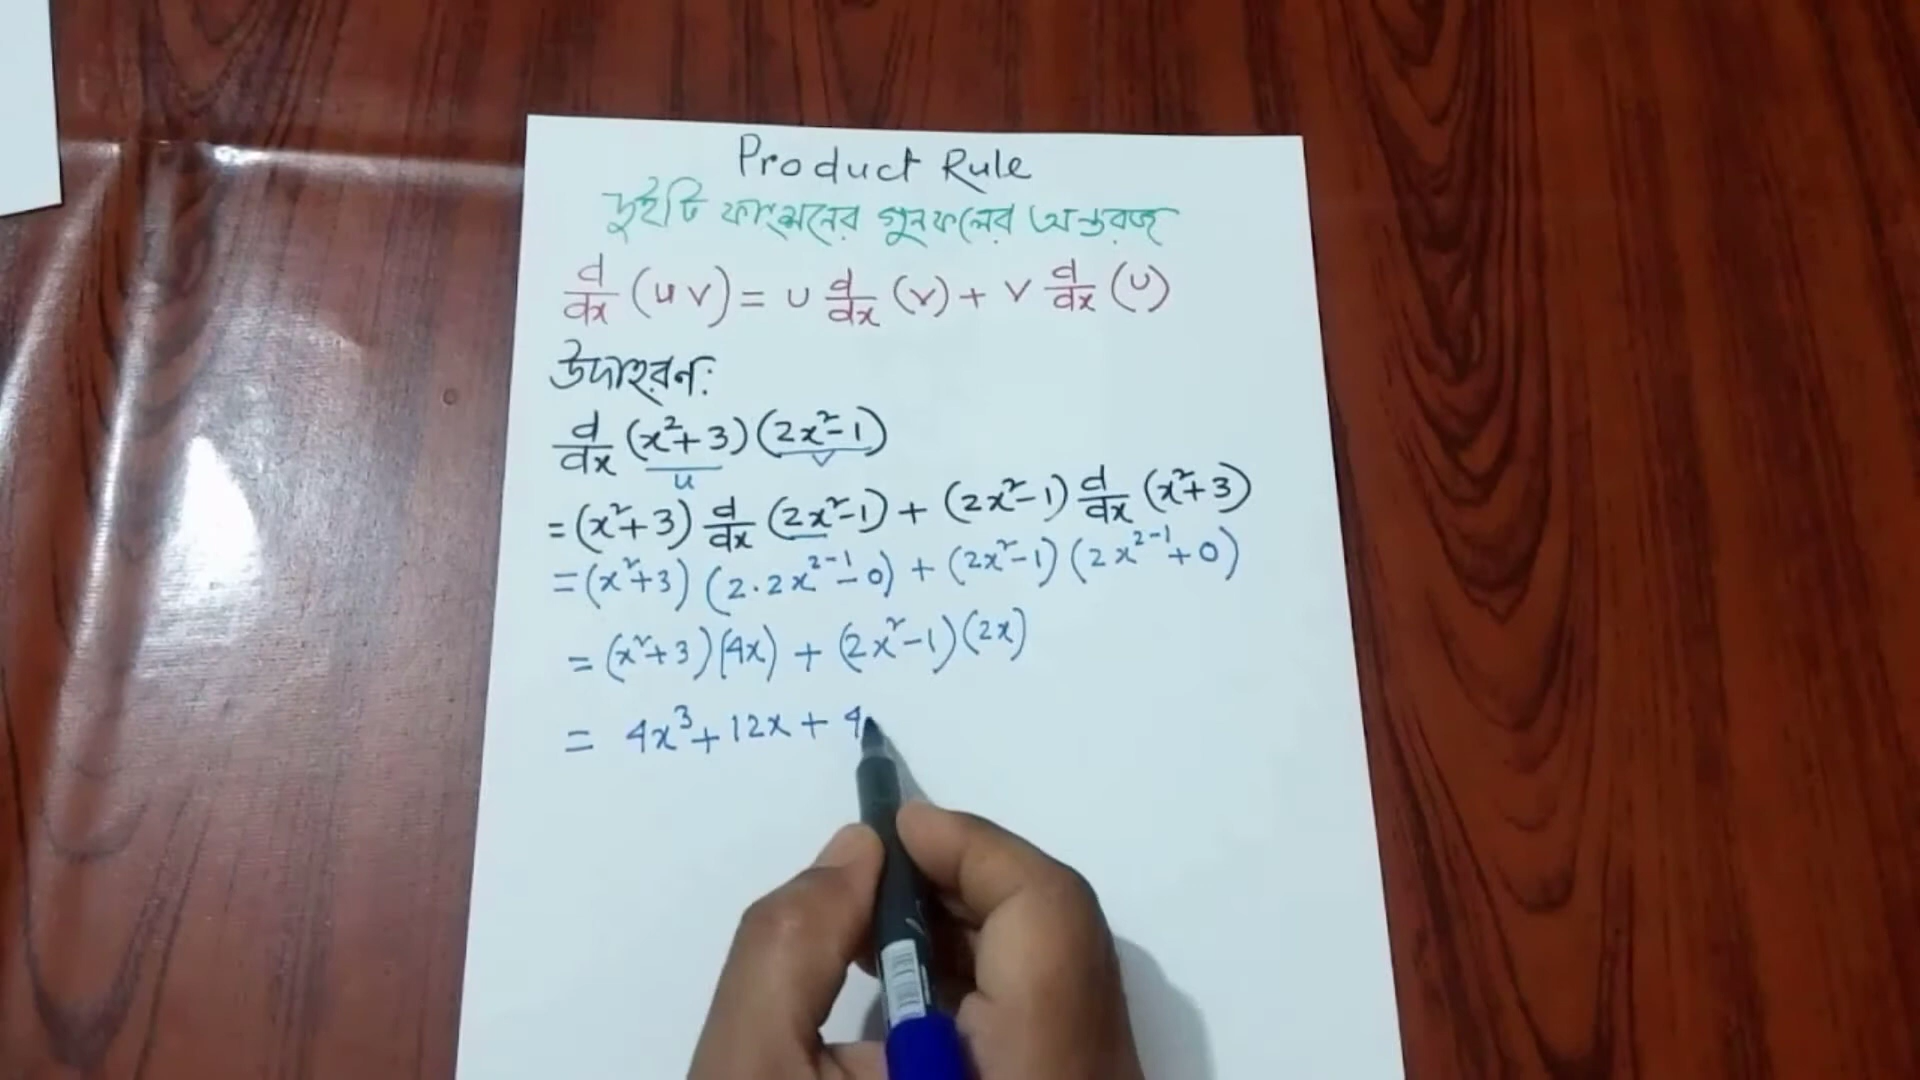 Product Rule
দুইটি ফাংশনের গুনফলের অন্তরজ
d/dx (uv) = u d/dx (v) + v d/dx (u)
উদাহরন:
d/dx (x²+3)(2x²-1)
u v
= (x²+3) d/dx (2x²-1) + (2x²-1) d/dx (x²+3)
= (x²+3) (2.2x²⁻¹-0) + (2x²-1) (2x²⁻¹+0)
= (x²+3)(4x) + (2x²-1)(2x)
= 4x³+12x+4